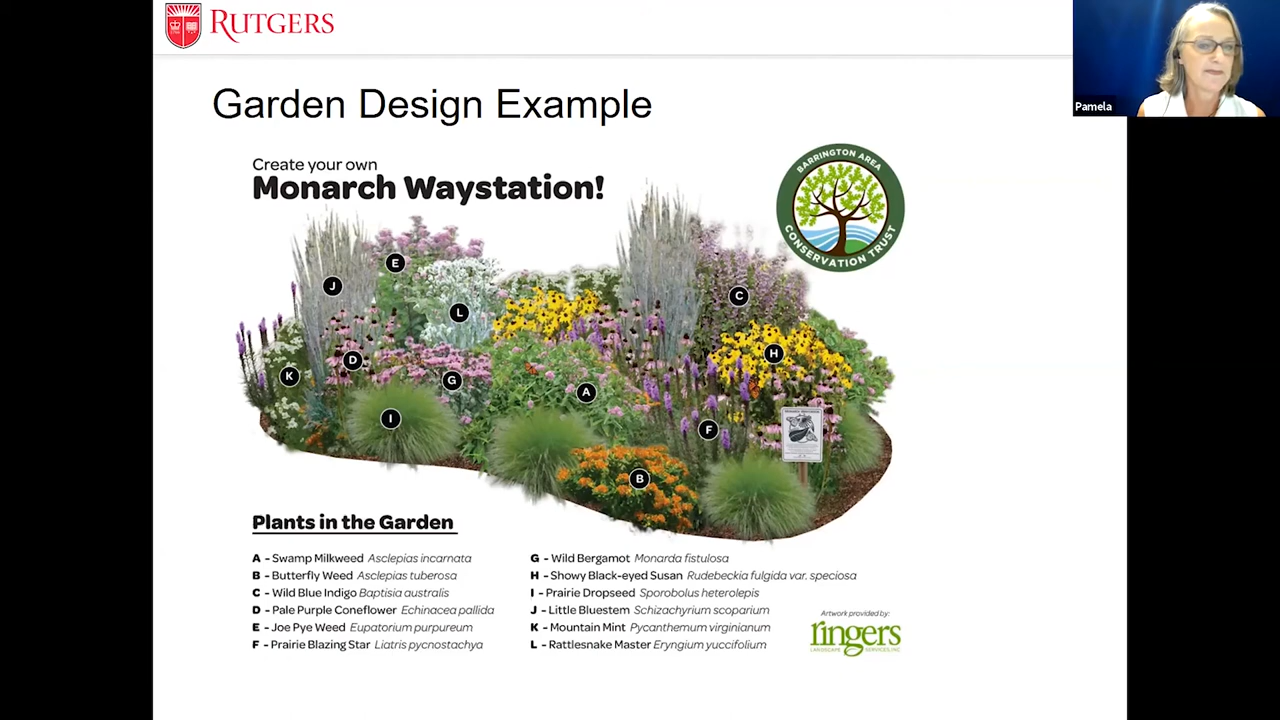 RUTGERS
Pamela
Garden Design Example
Create your own
Monarch Waystation!
BARRINGTON AREA
CONSERVATION TRUST
E
J
C
L
H
D
K
G
A
I
F
B
Plants in the Garden
A - Swamp Milkweed Asclepias incarnata
B - Butterfly Weed Asclepias tuberosa
C - Wild Blue Indigo Baptisia australis
D - Pale Purple Coneflower Echinacea pallida
E - Joe Pye Weed Eupatorium purpureum
F - Prairie Blazing Star Liatris pycnostachya
G - Wild Bergamot Monarda fistulosa
H - Showy Black-eyed Susan Rudebeckia fulgida var. speciosa
I - Prairie Dropseed Sporobolus heterolepis
J - Little Bluestem Schizachyrium scoparium
K - Mountain Mint Pycanthemum virginianum
L - Rattlesnake Master Eryngium yuccifolium
Artwork provided by:
ringers
LANDSCAPE SERVICES, INC